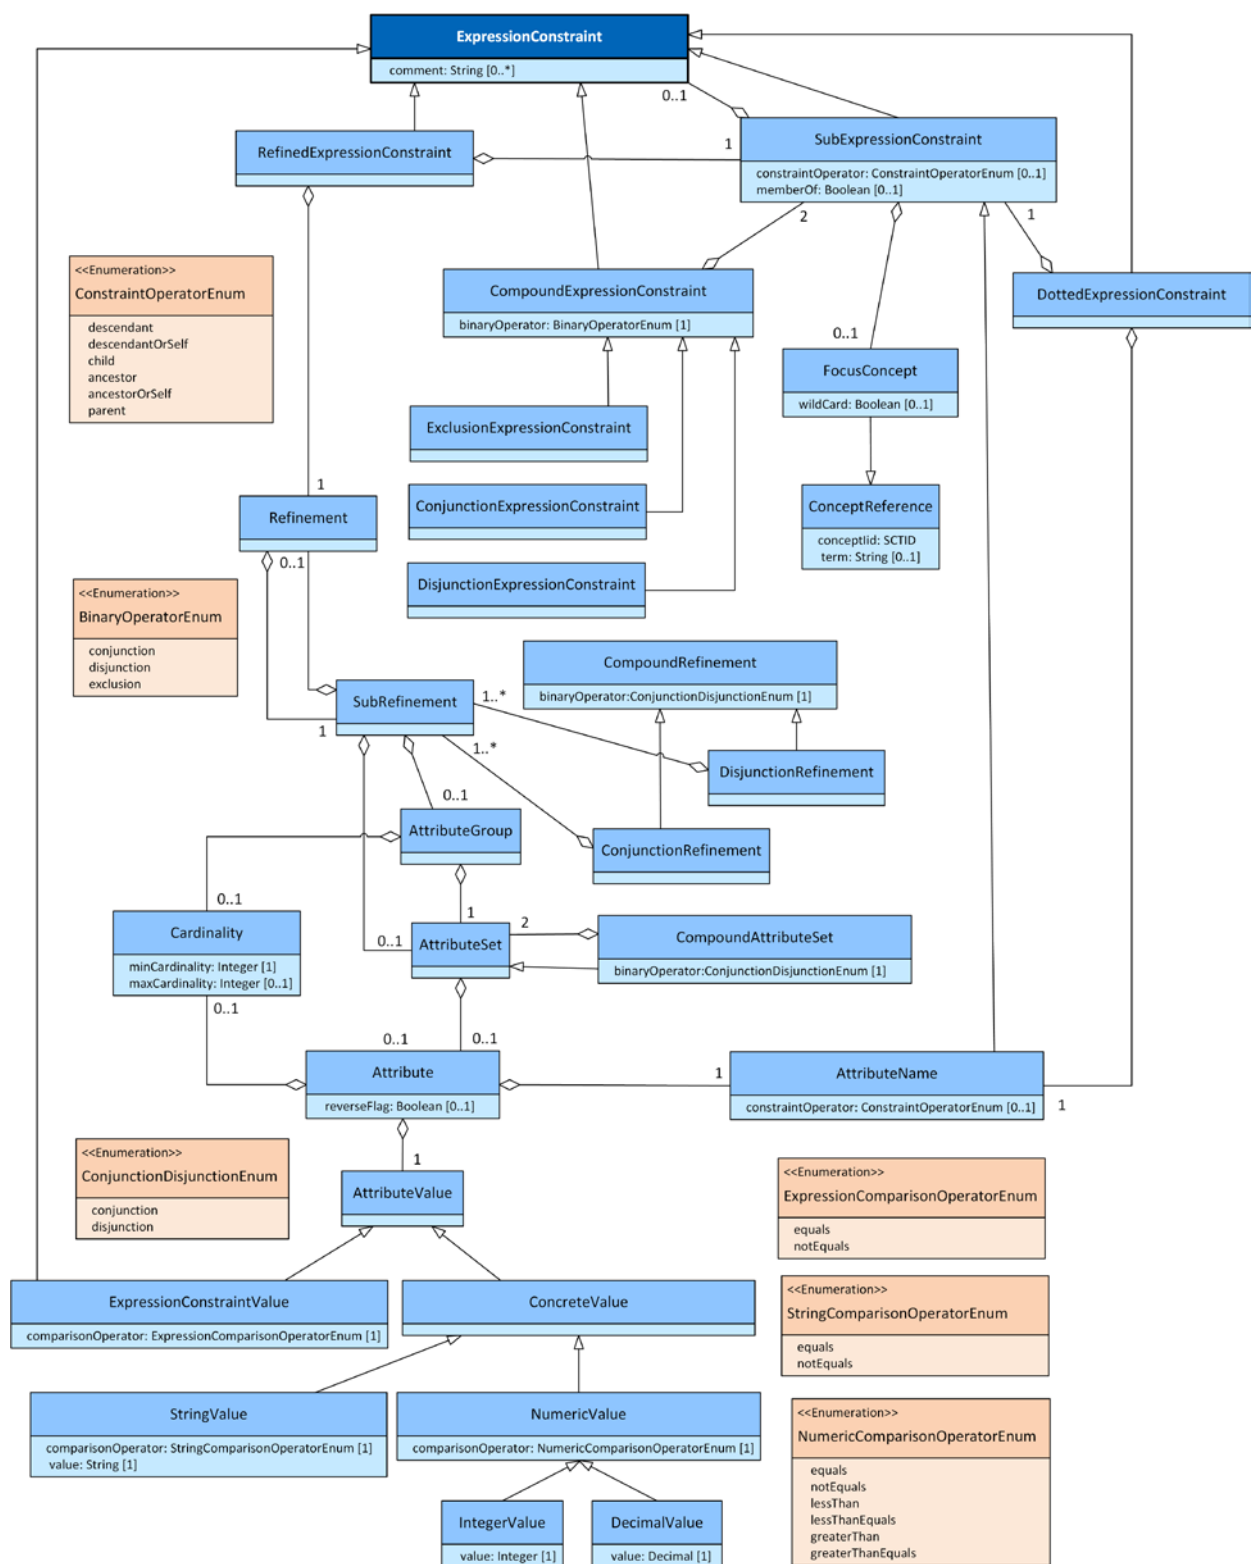 ExpressionConstraint
comment: String [0..*]
0..1
RefinedExpressionConstraint
1
SubExpressionConstraint
constraintOperator: ConstraintOperatorEnum [0..1]
memberOf: Boolean [0..1]
2
1
<<Enumeration>>
ConstraintOperatorEnum
descendant
descendantOrSelf
child
ancestor
ancestorOrSelf
parent
CompoundExpressionConstraint
binaryOperator: BinaryOperatorEnum [1]
DottedExpressionConstraint
0..1
FocusConcept
wildCard: Boolean [0..1]
ExclusionExpressionConstraint
1
Refinement
0..1
ConjunctionExpressionConstraint
ConceptReference
conceptIid: SCTID
term: String [0..1]
DisjunctionExpressionConstraint
<<Enumeration>>
BinaryOperatorEnum
conjunction
disjunction
exclusion
CompoundRefinement
binaryOperator:ConjunctionDisjunctionEnum [1]
SubRefinement
1..*
1
1..*
DisjunctionRefinement
0..1
AttributeGroup
ConjunctionRefinement
0..1
1
Cardinality
minCardinality: Integer [1]
maxCardinality: Integer [0..1]
0..1
0..1
AttributeSet
2
CompoundAttributeSet
binaryOperator:ConjunctionDisjunctionEnum [1]
0..1
0..1
Attribute
reverseFlag: Boolean [0..1]
1
AttributeName
constraintOperator: ConstraintOperatorEnum [0..1]
1
<<Enumeration>>
ConjunctionDisjunctionEnum
conjunction
disjunction
1
AttributeValue
<<Enumeration>>
ExpressionComparisonOperatorEnum
equals
notEquals
ExpressionConstraintValue
comparisonOperator: ExpressionComparisonOperatorEnum [1]
ConcreteValue
<<Enumeration>>
StringComparisonOperatorEnum
equals
notEquals
StringValue
comparisonOperator: StringComparisonOperatorEnum [1]
value: String [1]
NumericValue
comparisonOperator: NumericComparisonOperatorEnum [1]
<<Enumeration>>
NumericComparisonOperatorEnum
equals
notEquals
lessThan
lessThanEquals
greaterThan
greaterThanEquals
IntegerValue
value: Integer [1]
DecimalValue
value: Decimal [1]